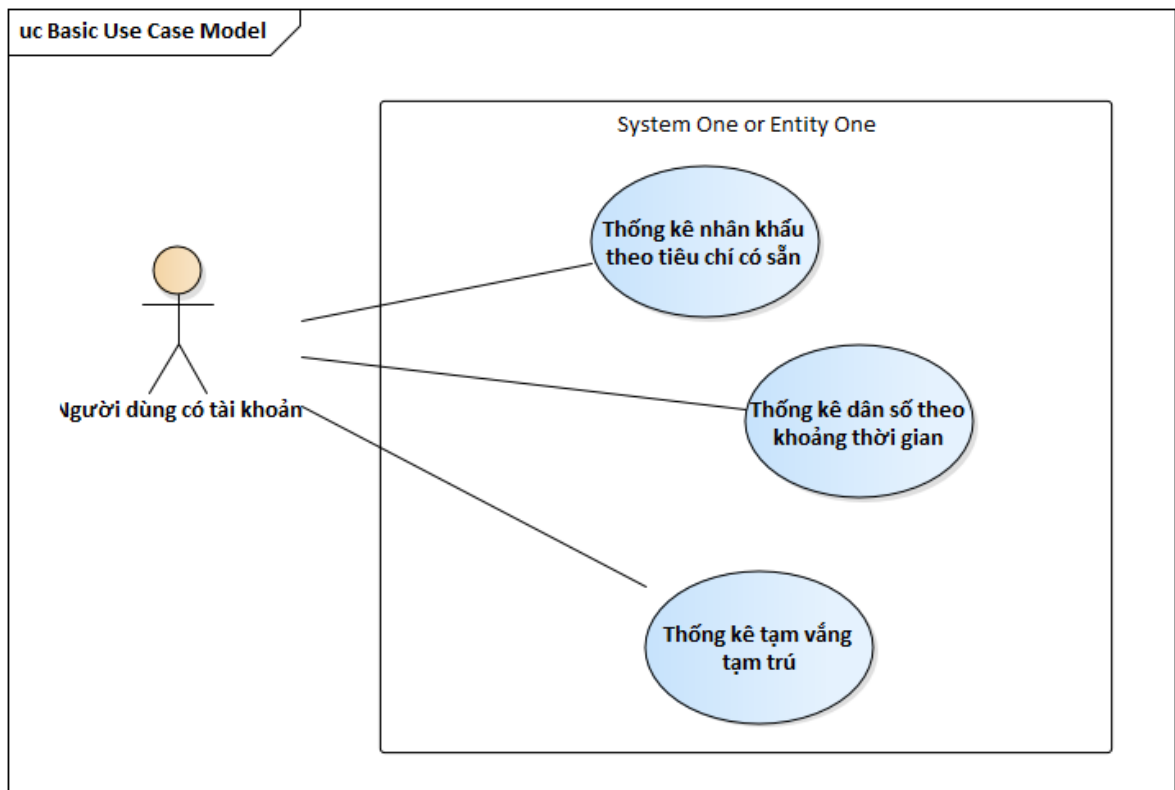 uc Basic Use Case Model
System One or Entity One
Thống kê nhân khẩu
theo tiêu chí có sẵn
Người dùng có tài khoản
Thống kê dân số theo
khoảng thời gian
Thống kê tạm vắng
tạm trú